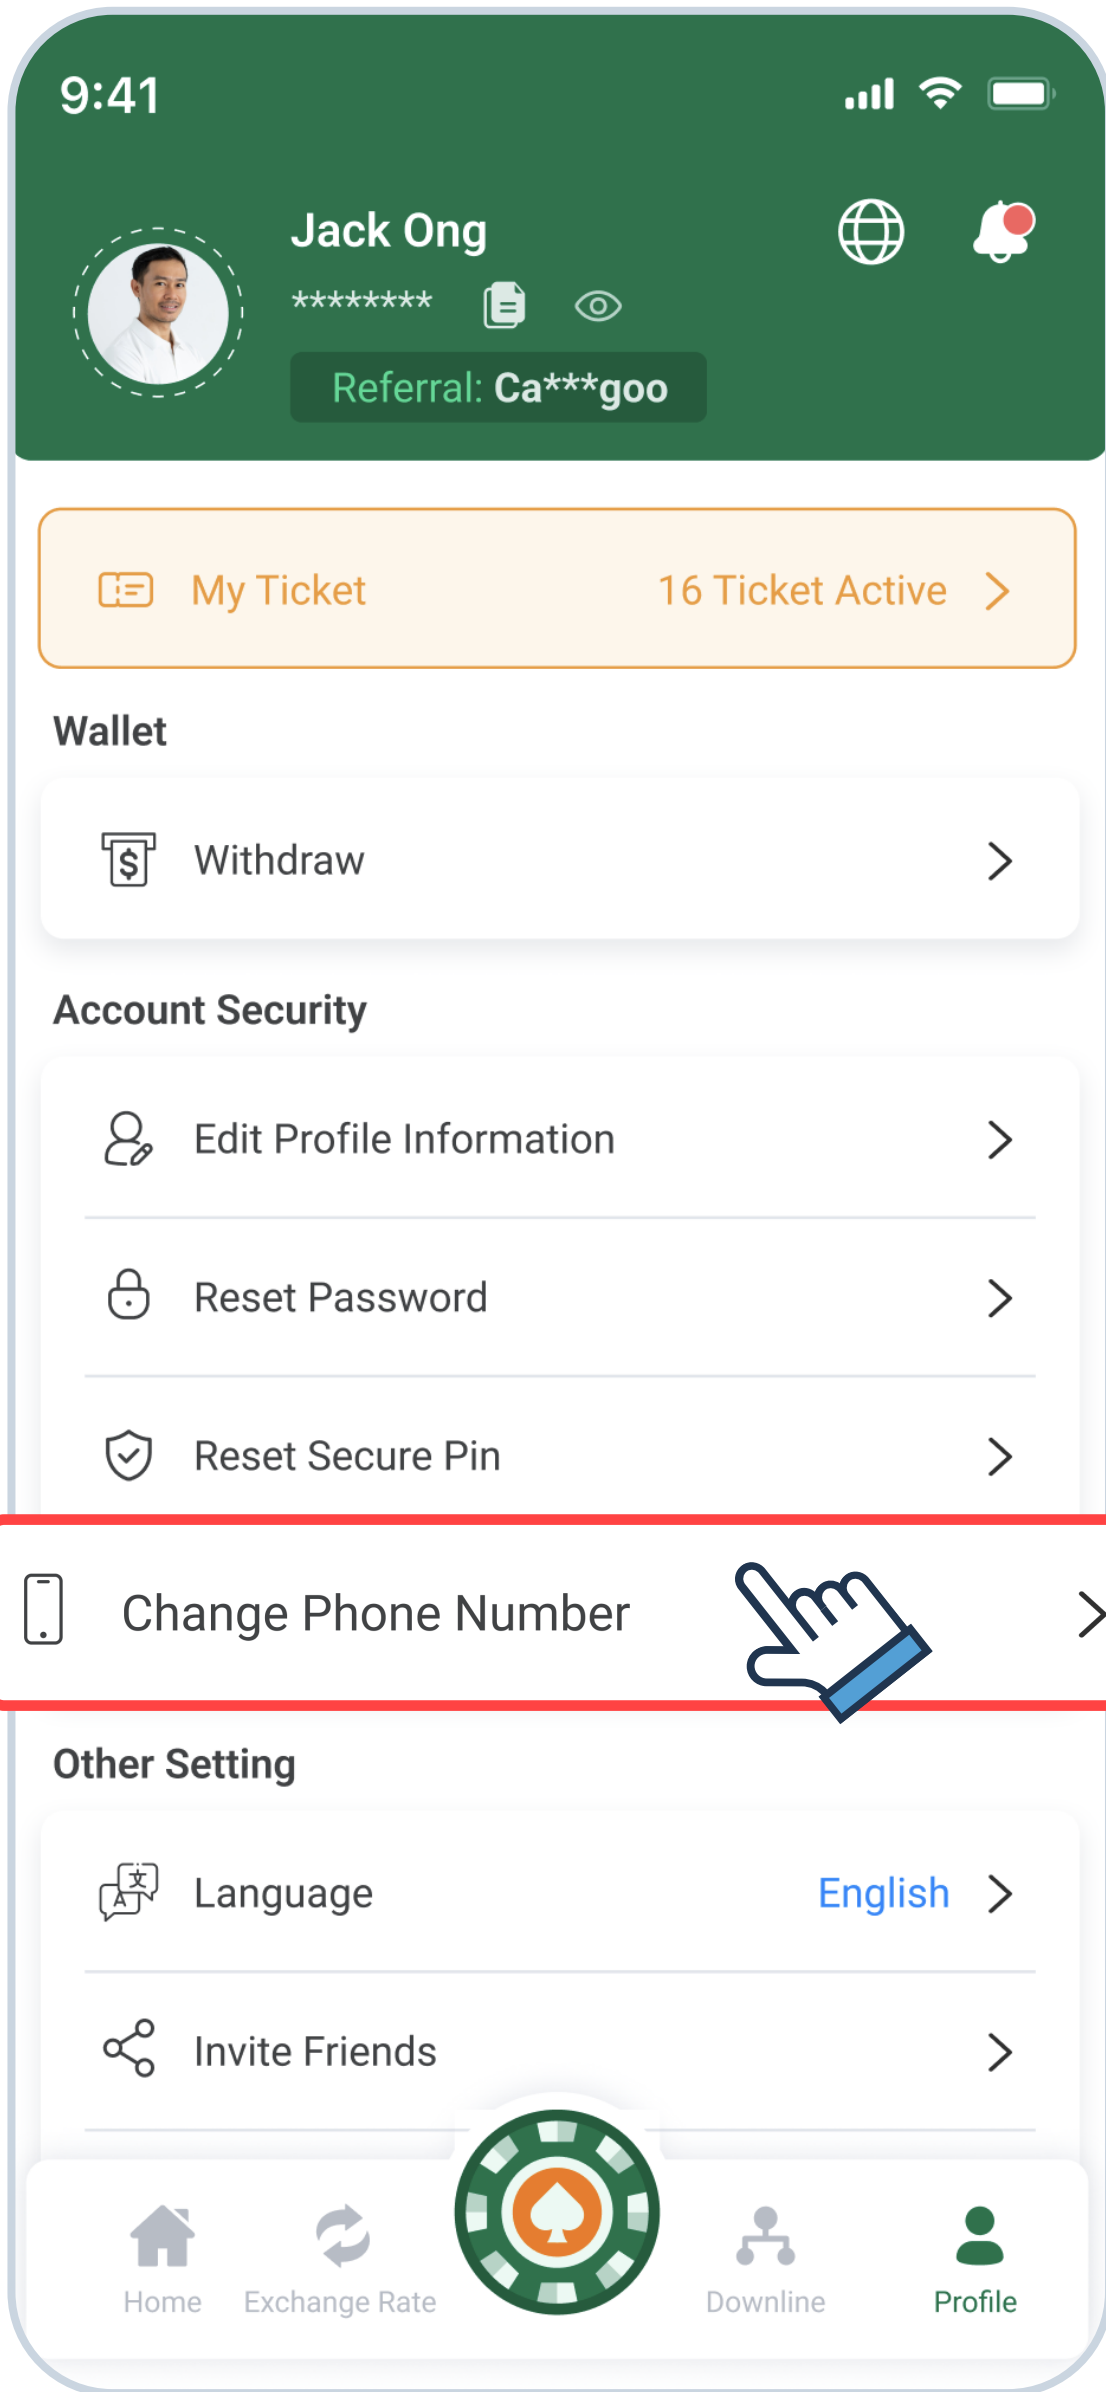 9:41
Jack Ong
********
Referral: Ca***goo
My Ticket 16 Ticket Active
Wallet
Withdraw
Account Security
Edit Profile Information
Reset Password
Reset Secure Pin
Change Phone Number
Other Setting
Language English
Invite Friends
Home Exchange Rate Downline Profile